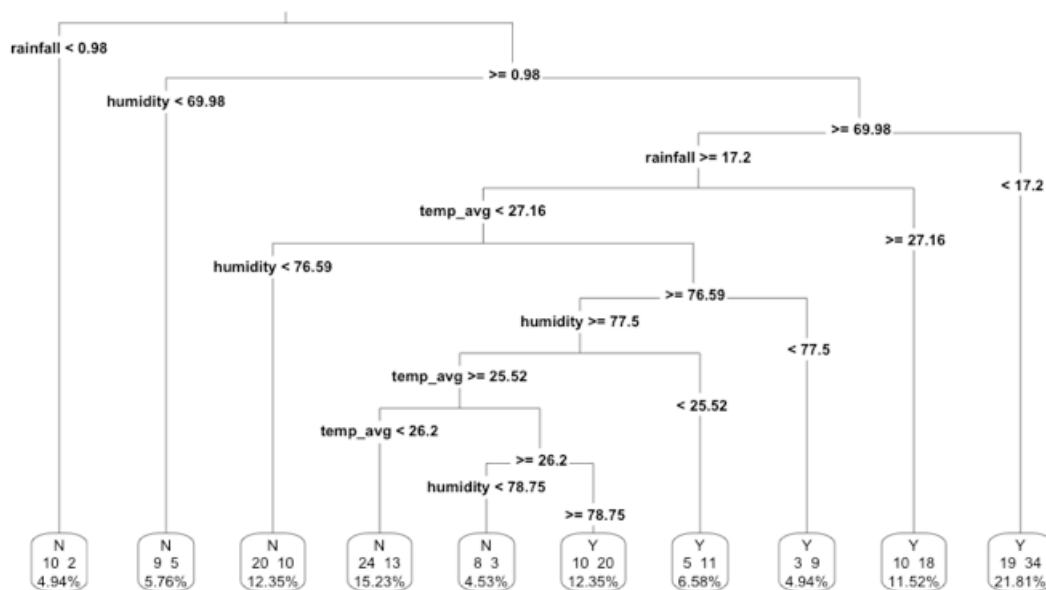 rainfall < 0.98
>= 0.98
humidity < 69.98
>= 69.98
rainfall >= 17.2
< 17.2
temp_avg < 27.16
>= 27.16
humidity < 76.59
>= 76.59
humidity >= 77.5
< 77.5
temp_avg >= 25.52
< 25.52
temp_avg < 26.2
>= 26.2
humidity < 78.75
>= 78.75
N N N N N Y Y Y Y Y
10 2 9 5 20 10 24 13 8 3 10 20 5 11 3 9 10 18 19 34
4.94% 5.76% 12.35% 15.23% 4.53% 12.35% 6.58% 4.94% 11.52% 21.81%